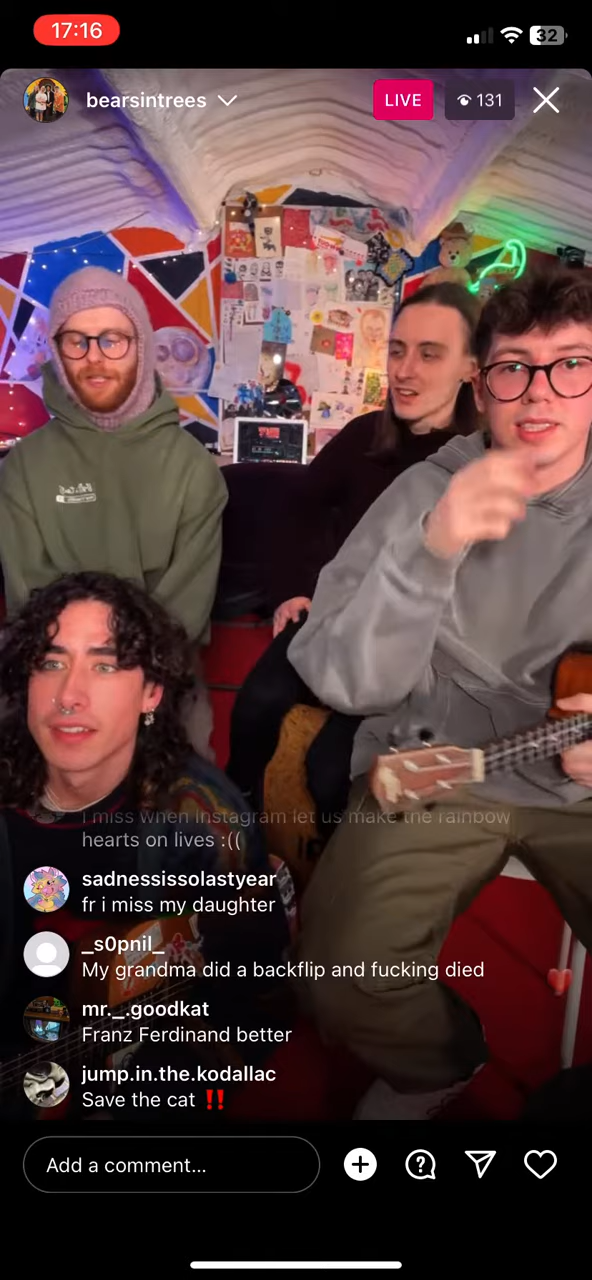 17:16
32
bearsintrees
LIVE
131
I miss when Instagram let us make the rainbow
hearts on lives :((
sadnessissolastyear
fr i miss my daughter
_s0pnil_
My grandma did a backflip and fucking died
mr._.goodkat
Franz Ferdinand better
jump.in.the.kodallac
Save the cat ‼️
Add a comment...